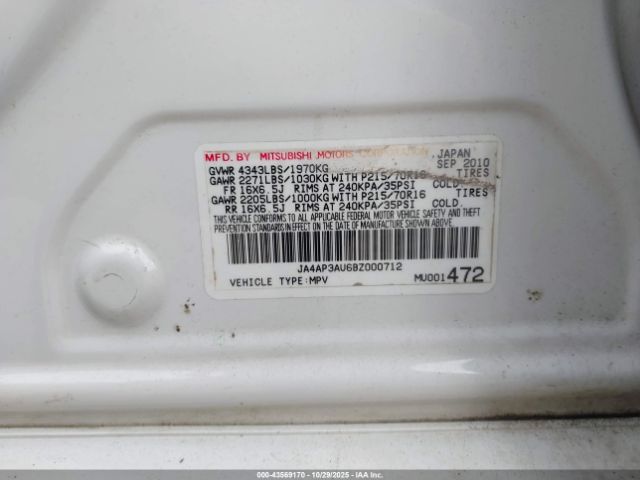 MFD. BY MITSUBISHI MOTORS CORPORATION, JAPAN
SEP 2010
GVWR 4343LBS/1970KG
GAWR 2271LBS/1030KG WITH P215/70R16 TIRES
FR 16X6.5J RIMS AT 240KPA/35PSI COLD.
GAWR 2205LBS/1000KG WITH P215/70R16 TIRES
RR 16X6.5J RIMS AT 240KPA/35PSI COLD.
THIS VEHICLE CONFORMS TO ALL APPLICABLE FEDERAL MOTOR VEHICLE SAFETY AND THEFT
PREVENTION STANDARDS IN EFFECT ON THE DATE OF MANUFACTURE SHOWN ABOVE.
JA4AP3AU6BZ000712
VEHICLE TYPE:MPV MU001472
000-43569170 | 10/29/2025 | IAAI.COM